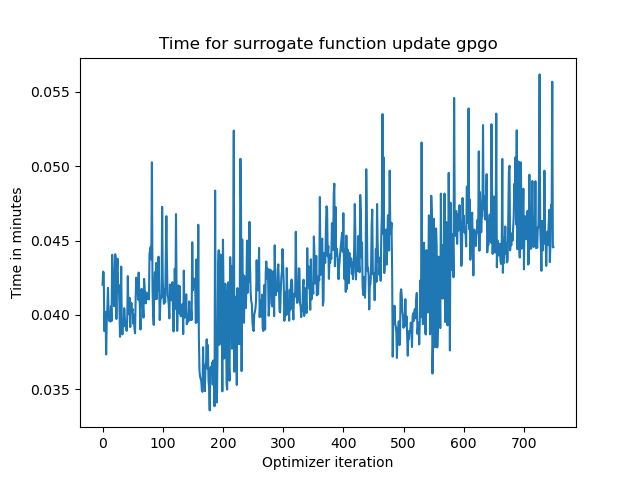 Time for surrogate function update gpgo
Time in minutes
0.055
0.050
0.045
0.040
0.035
0 100 200 300 400 500 600 700
Optimizer iteration